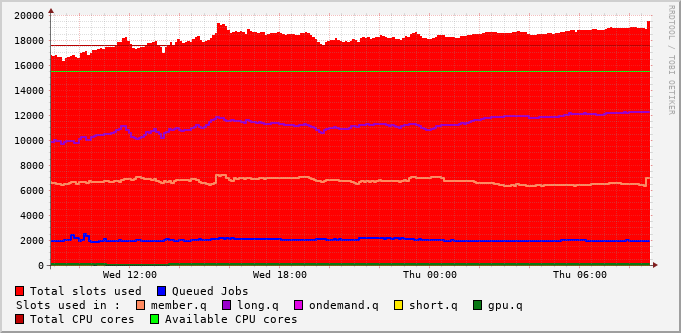 RRDTOOL / TOBI OETIKER
20000
18000
16000
14000
12000
10000
8000
6000
4000
2000
0
Wed 12:00 Wed 18:00 Thu 00:00 Thu 06:00
Total slots used Queued Jobs
Slots used in : member.q long.q ondemand.q short.q gpu.q
Total CPU cores Available CPU cores